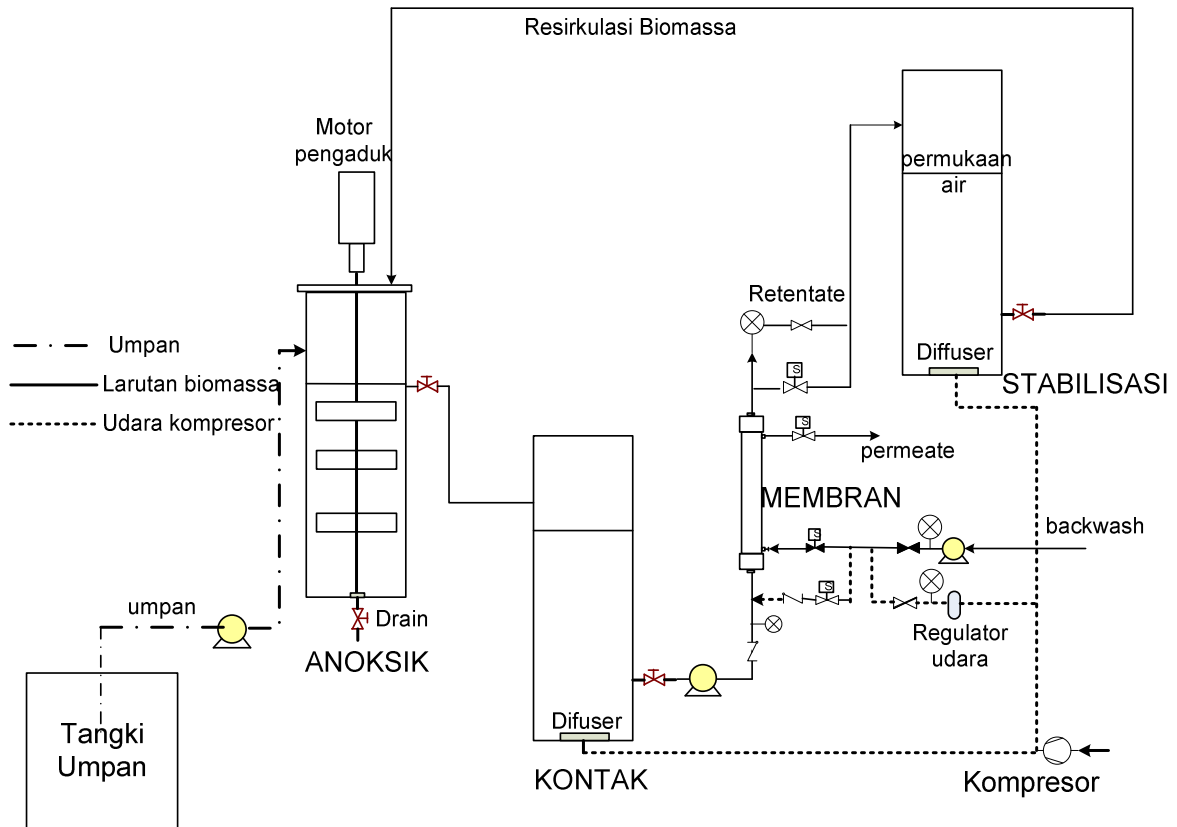 Resirkulasi Biomassa
Motor
pengaduk
permukaan
air
Retentate
Umpan
Larutan biomassa
Udara kompresor
Diffuser
STABILISASI
S
S
permeate
MEMBRAN
S
backwash
S
umpan
Drain
Regulator
udara
ANOKSIK
Tangki
Umpan
Difuser
KONTAK
Kompresor